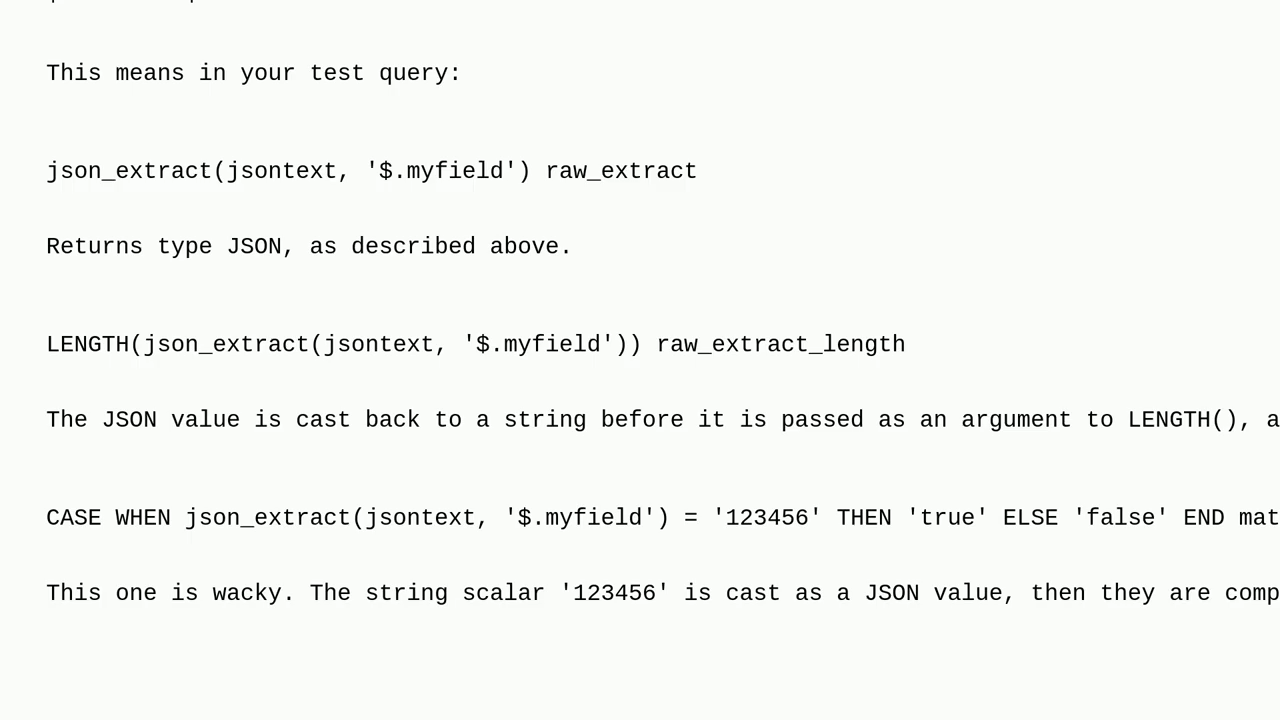 This means in your test query:
json_extract(jsontext, '$.myfield') raw_extract
Returns type JSON, as described above.
LENGTH(json_extract(jsontext, '$.myfield')) raw_extract_length
The JSON value is cast back to a string before it is passed as an argument to LENGTH(), a
CASE WHEN json_extract(jsontext, '$.myfield') = '123456' THEN 'true' ELSE 'false' END mat
This one is wacky. The string scalar '123456' is cast as a JSON value, then they are comp